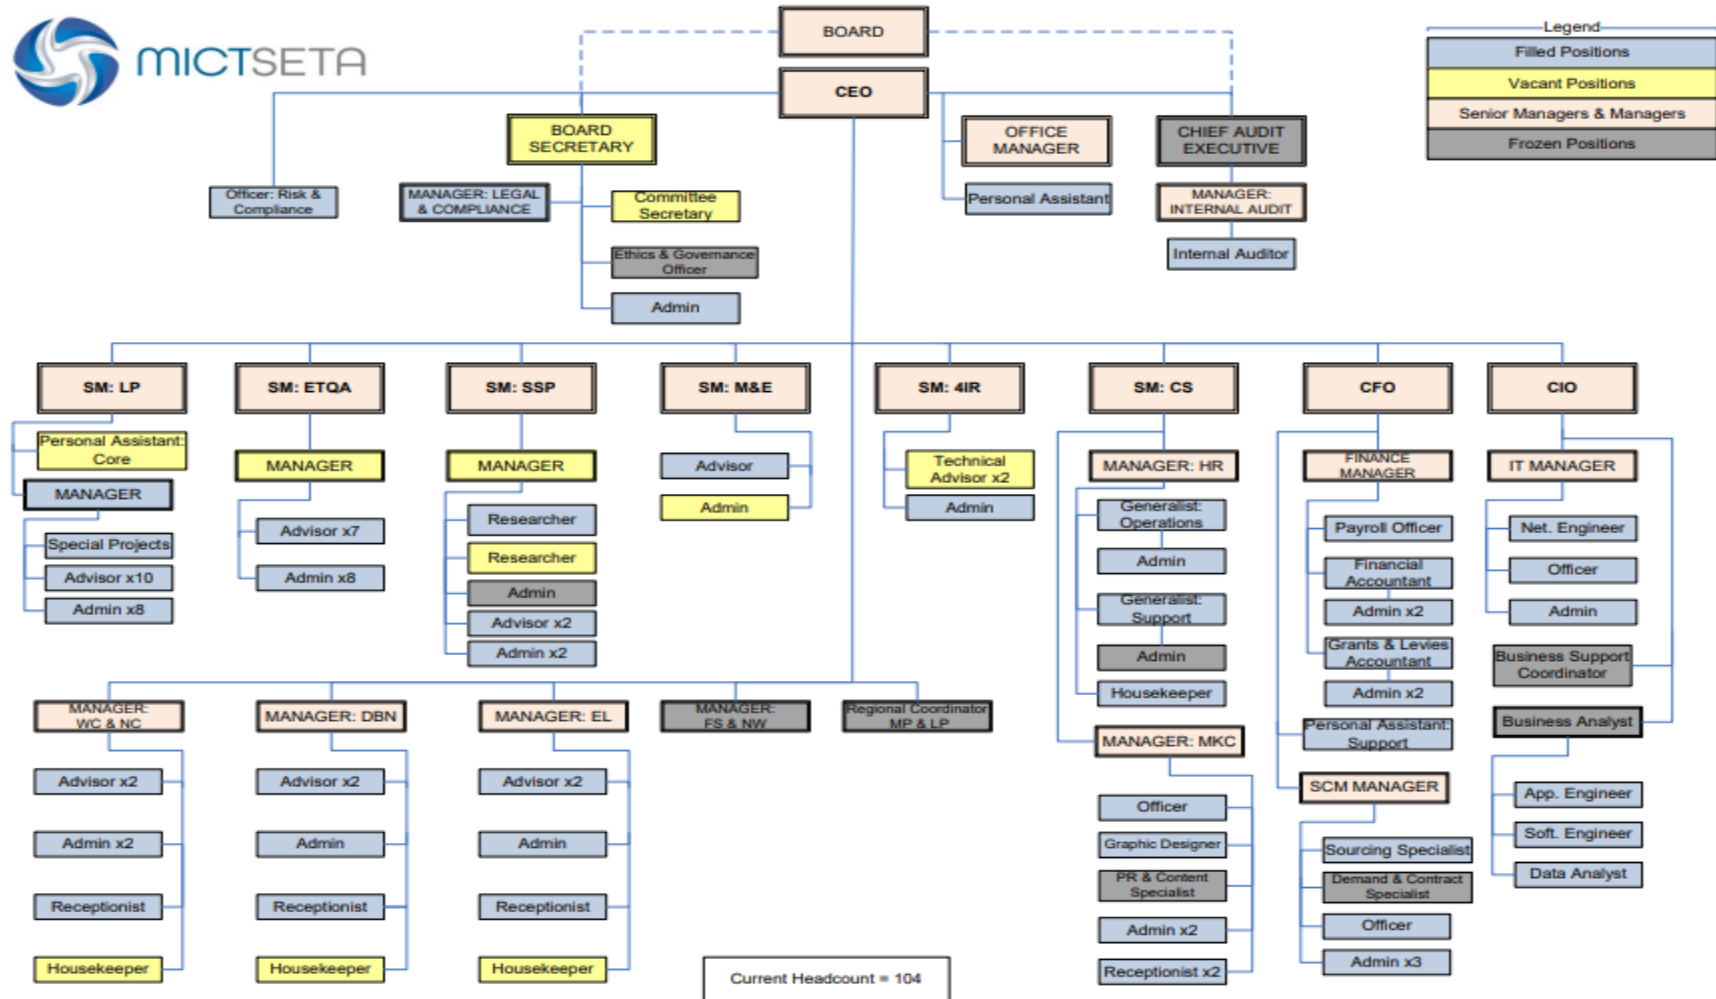 MICTSETA
BOARD
CEO
Legend
Filled Positions
Vacant Positions
Senior Managers & Managers
Frozen Positions
BOARD
SECRETARY
OFFICE
MANAGER
CHIEF AUDIT
EXECUTIVE
Officer: Risk &
Compliance
MANAGER: LEGAL
& COMPLIANCE
Committee
Secretary
Personal Assistant
MANAGER:
INTERNAL AUDIT
Ethics & Governance
Officer
Internal Auditor
Admin
SM: LP
SM: ETQA
SM: SSP
SM: M&E
SM: 4IR
SM: CS
CFO
CIO
Personal Assistant:
Core
MANAGER
Special Projects
Advisor x10
Admin x8
MANAGER
Advisor x7
Admin x8
MANAGER
Researcher
Researcher
Admin
Advisor x2
Admin x2
Advisor
Admin
Technical
Advisor x2
Admin
MANAGER: HR
Generalist:
Operations
Admin
Generalist:
Support
Admin
Housekeeper
MANAGER: MKC
Officer
Graphic Designer
PR & Content
Specialist
Admin x2
Receptionist x2
FINANCE
MANAGER
Payroll Officer
Financial
Accountant
Admin x2
Grants & Levies
Accountant
Admin x2
Personal Assistant:
Support
SCM MANAGER
Sourcing Specialist
Demand & Contract
Specialist
Officer
Admin x3
IT MANAGER
Net. Engineer
Officer
Admin
Business Support
Coordinator
Business Analyst
App. Engineer
Soft. Engineer
Data Analyst
MANAGER:
WC & NC
Advisor x2
Admin x2
Receptionist
Housekeeper
MANAGER: DBN
Advisor x2
Admin
Receptionist
Housekeeper
MANAGER: EL
Advisor x2
Admin
Receptionist
Housekeeper
MANAGER:
FS & NW
Regional Coordinator
MP & LP
Current Headcount = 104